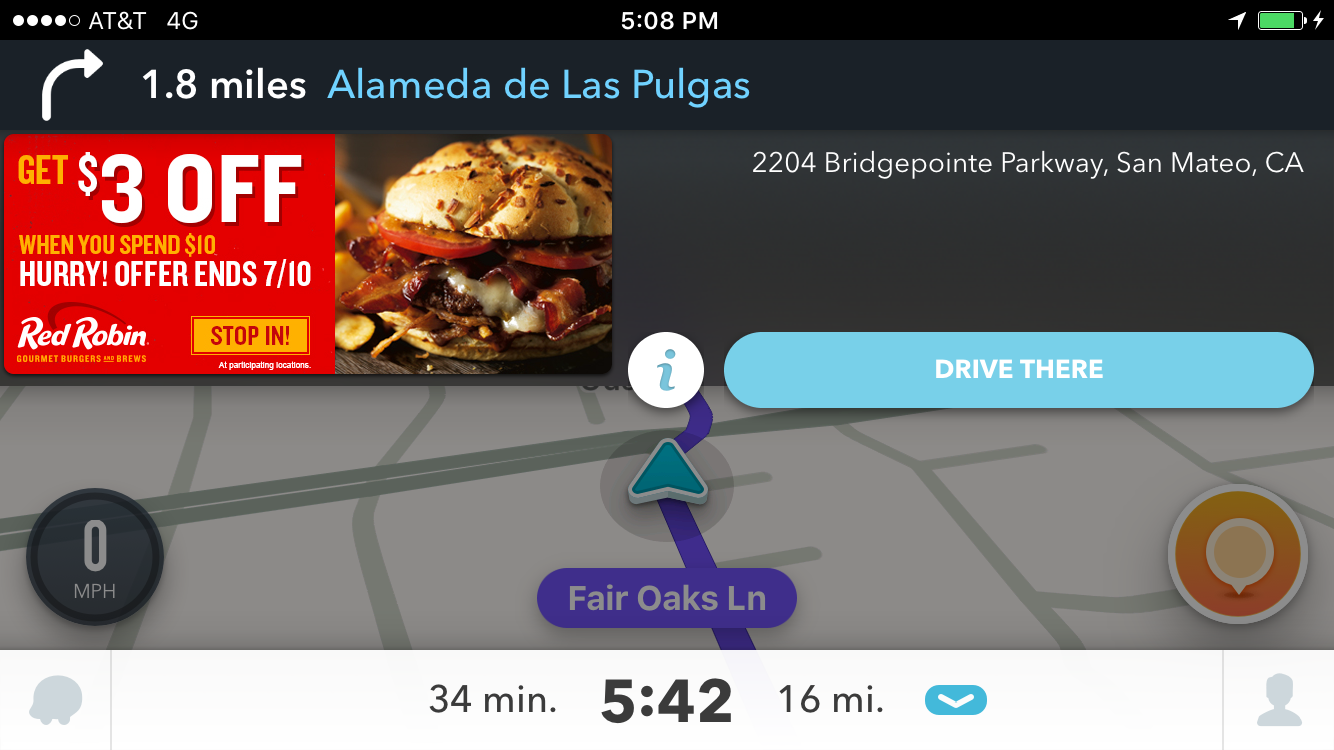 AT&T 4G 5:08 PM
1.8 miles Alameda de Las Pulgas
GET $3 OFF
WHEN YOU SPEND $10
HURRY! OFFER ENDS 7/10
Red Robin
GOURMET BURGERS AND BREWS
STOP IN!
At participating locations.
2204 Bridgepointe Parkway, San Mateo, CA
i
DRIVE THERE
0
MPH
Fair Oaks Ln
34 min. 5:42 16 mi.